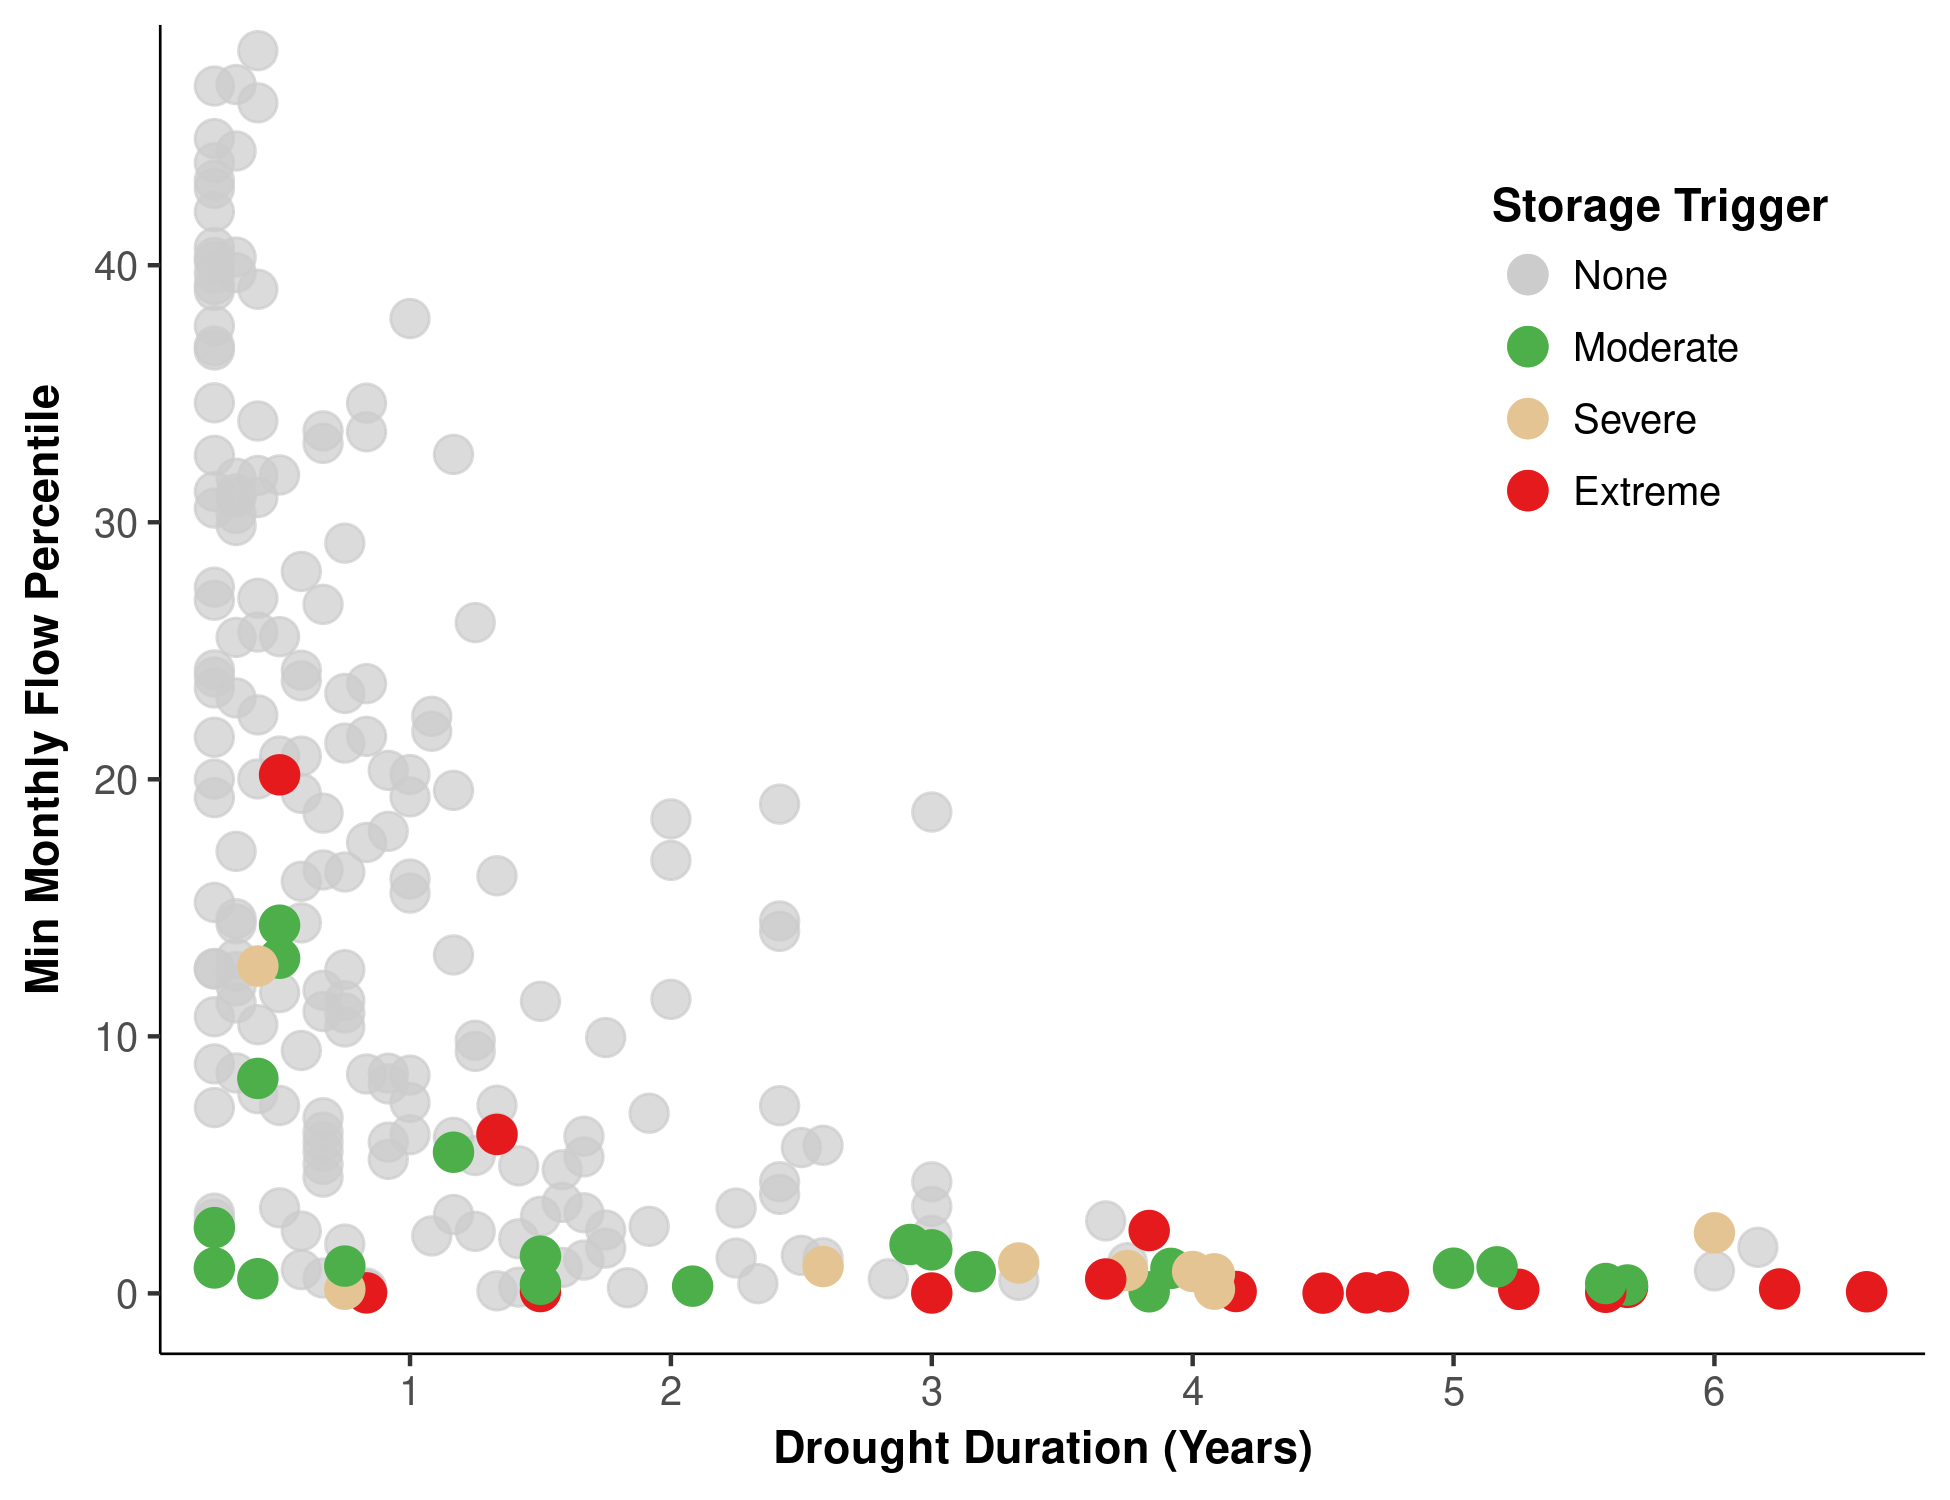 Storage Trigger
None
Moderate
Severe
Extreme
Min Monthly Flow Percentile
40
30
20
10
0
1 2 3 4 5 6
Drought Duration (Years)